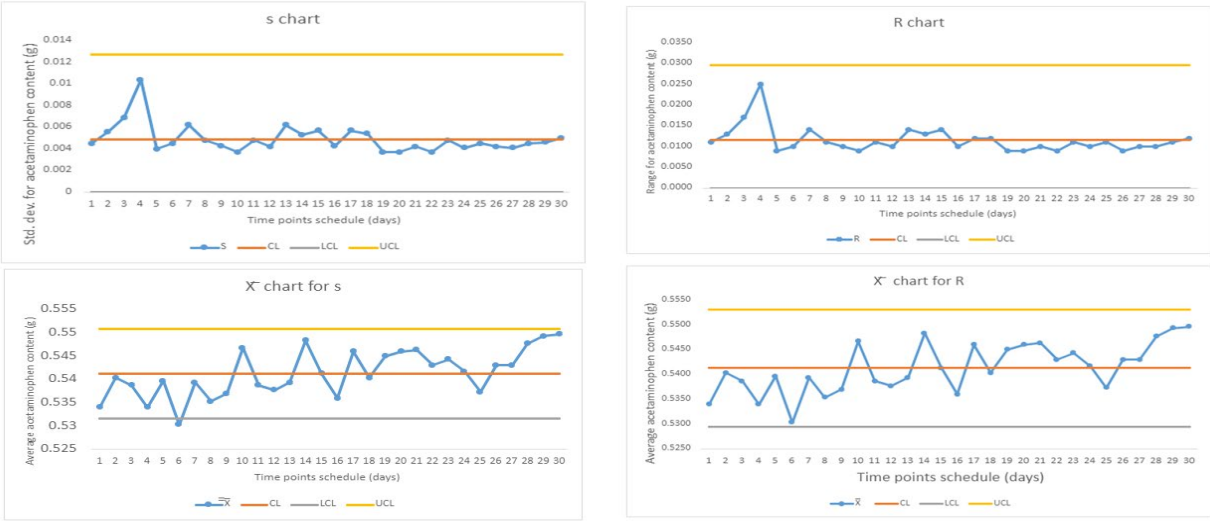 s chart
Std. dev. for acetaminophen content (g)
0.014
0.012
0.01
0.008
0.006
0.004
0.002
0
1 2 3 4 5 6 7 8 9 10 11 12 13 14 15 16 17 18 19 20 21 22 23 24 25 26 27 28 29 30
Time points schedule (days)
S CL LCL UCL
R chart
Range for acetaminophen content (g)
0.0350
0.0300
0.0250
0.0200
0.0150
0.0100
0.0050
0.0000
1 2 3 4 5 6 7 8 9 10 11 12 13 14 15 16 17 18 19 20 21 22 23 24 25 26 27 28 29 30
Time points schedule (days)
R CL LCL UCL
X̅ chart for s
Average acetaminophen content (g)
0.555
0.55
0.545
0.54
0.535
0.53
0.525
1 2 3 4 5 6 7 8 9 10 11 12 13 14 15 16 17 18 19 20 21 22 23 24 25 26 27 28 29 30
Time points schedule (days)
X̿ CL LCL UCL
X̅ chart for R
Average acetaminophen content (g)
0.5550
0.5500
0.5450
0.5400
0.5350
0.5300
0.5250
1 2 3 4 5 6 7 8 9 10 11 12 13 14 15 16 17 18 19 20 21 22 23 24 25 26 27 28 29 30
Time points schedule (days)
X̅ CL LCL UCL